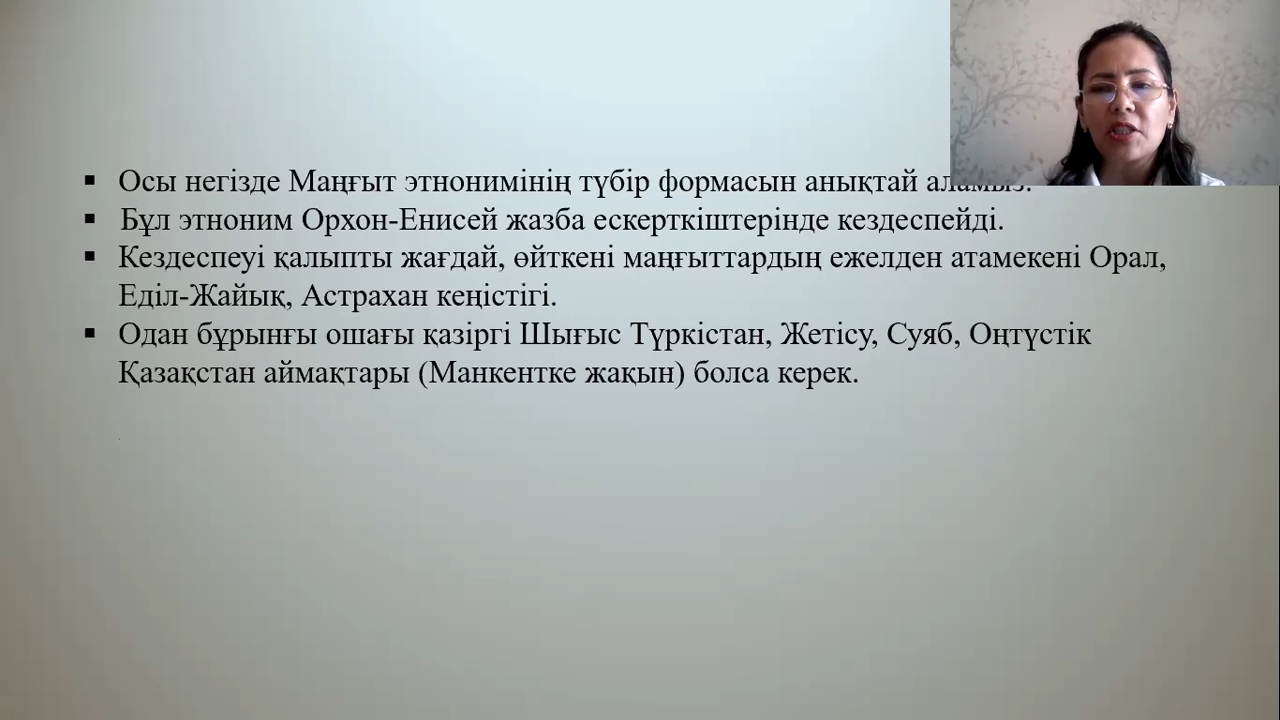 ▪ Осы негізде Маңғыт этнонимінің түбір формасын анықтай аламыз.
▪ Бұл этноним Орхон-Енисей жазба ескерткіштерінде кездеспейді.
▪ Кездеспеуі қалыпты жағдай, өйткені маңғыттардың ежелден атамекені Орал,
Еділ-Жайық, Астрахан кеңістігі.
▪ Одан бұрынғы ошағы қазіргі Шығыс Түркістан, Жетісу, Суяб, Оңтүстік
Қазақстан аймақтары (Манкентке жақын) болса керек.